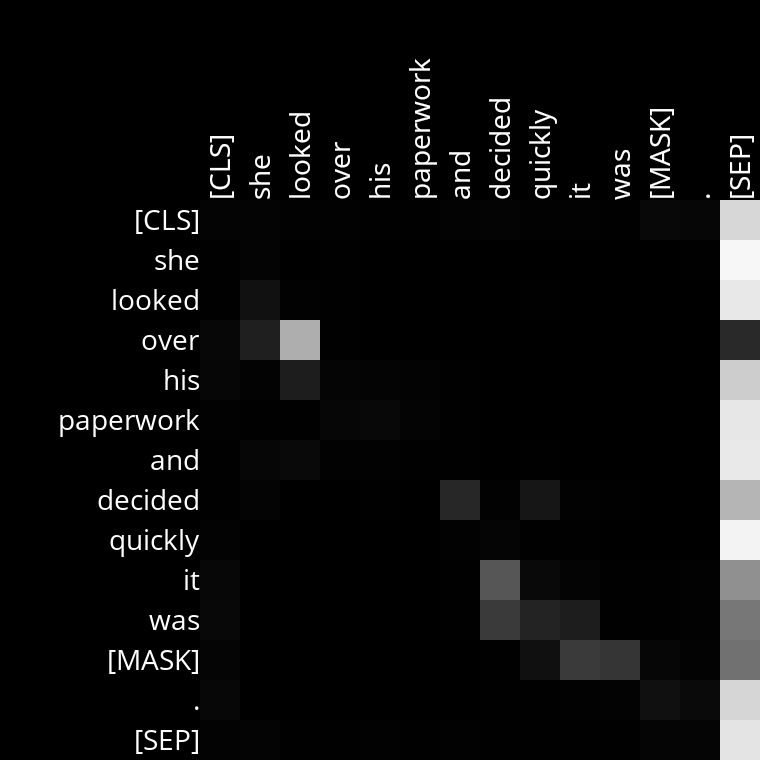 [CLS] she looked over his paperwork and decided quickly it was [MASK] . [SEP]
[CLS]
she
looked
over
his
paperwork
and
decided
quickly
it
was
[MASK]
.
[SEP]